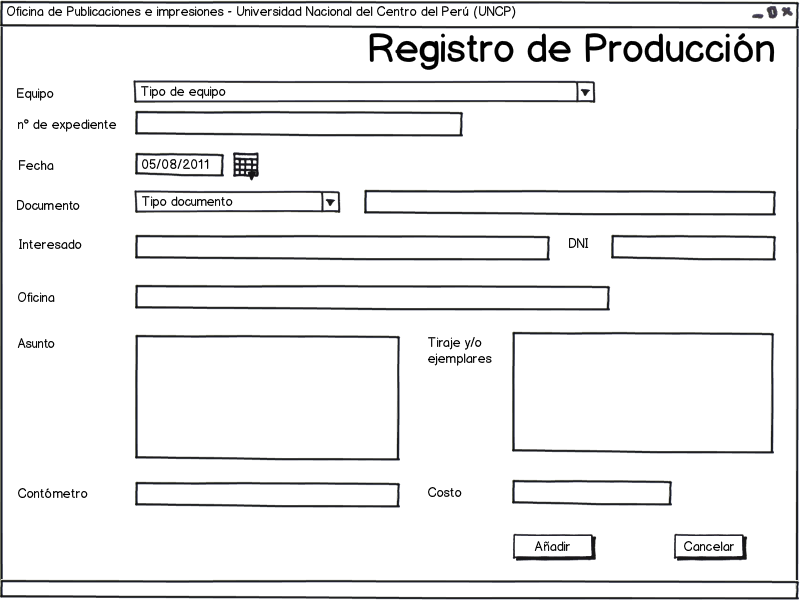 Oficina de Publicaciones e impresiones - Universidad Nacional del Centro del Perú (UNCP)
Registro de Producción
Equipo Tipo de equipo
nº de expediente
Fecha 05/08/2011
Documento Tipo documento
Interesado DNI
Oficina
Asunto Tiraje y/o
ejemplares
Contómetro Costo
Añadir Cancelar